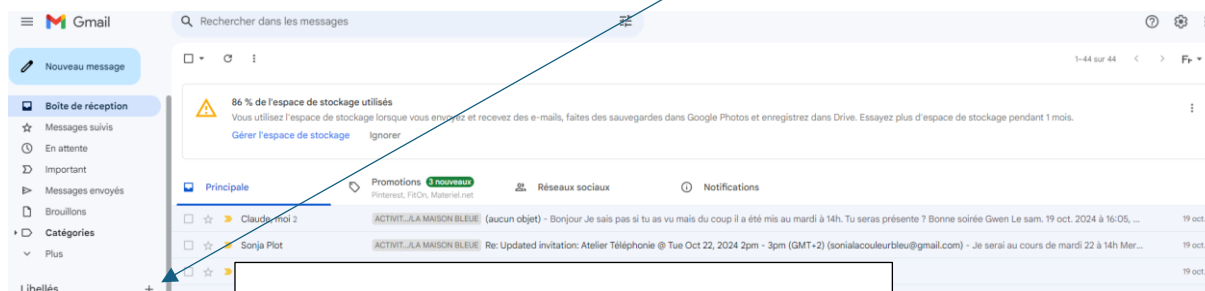 Gmail
Rechercher dans les messages
Nouveau message
1–44 sur 44
Boîte de réception
Messages suivis
En attente
Important
Messages envoyés
Brouillons
Catégories
Plus
Libellés +
86 % de l'espace de stockage utilisés
Vous utilisez l'espace de stockage lorsque vous envoyez et recevez des e-mails, faites des sauvegardes dans Google Photos et enregistrez dans Drive. Essayez plus d'espace de stockage pendant 1 mois.
Gérer l'espace de stockage Ignorer
Principale
Promotions 3 nouveaux
Pinterest, FitOn, Materiel.net
Réseaux sociaux
Notifications
Claude, moi 2 ACTIVIT.../LA MAISON BLEUE (aucun objet) - Bonjour Je sais pas si tu as vu mais du coup il a été mis au mardi à 14h. Tu seras présente ? Bonne soirée Gwen Le sam. 19 oct. 2024 à 16:05, ... 19 oct.
Sonja Plot ACTIVIT.../LA MAISON BLEUE Re: Updated invitation: Atelier Téléphonie @ Tue Oct 22, 2024 2pm - 3pm (GMT+2) (sonialacouleurbleu@gmail.com) - Je serai au cours de mardi 22 à 14h Mer... 19 oct.
19 oct.